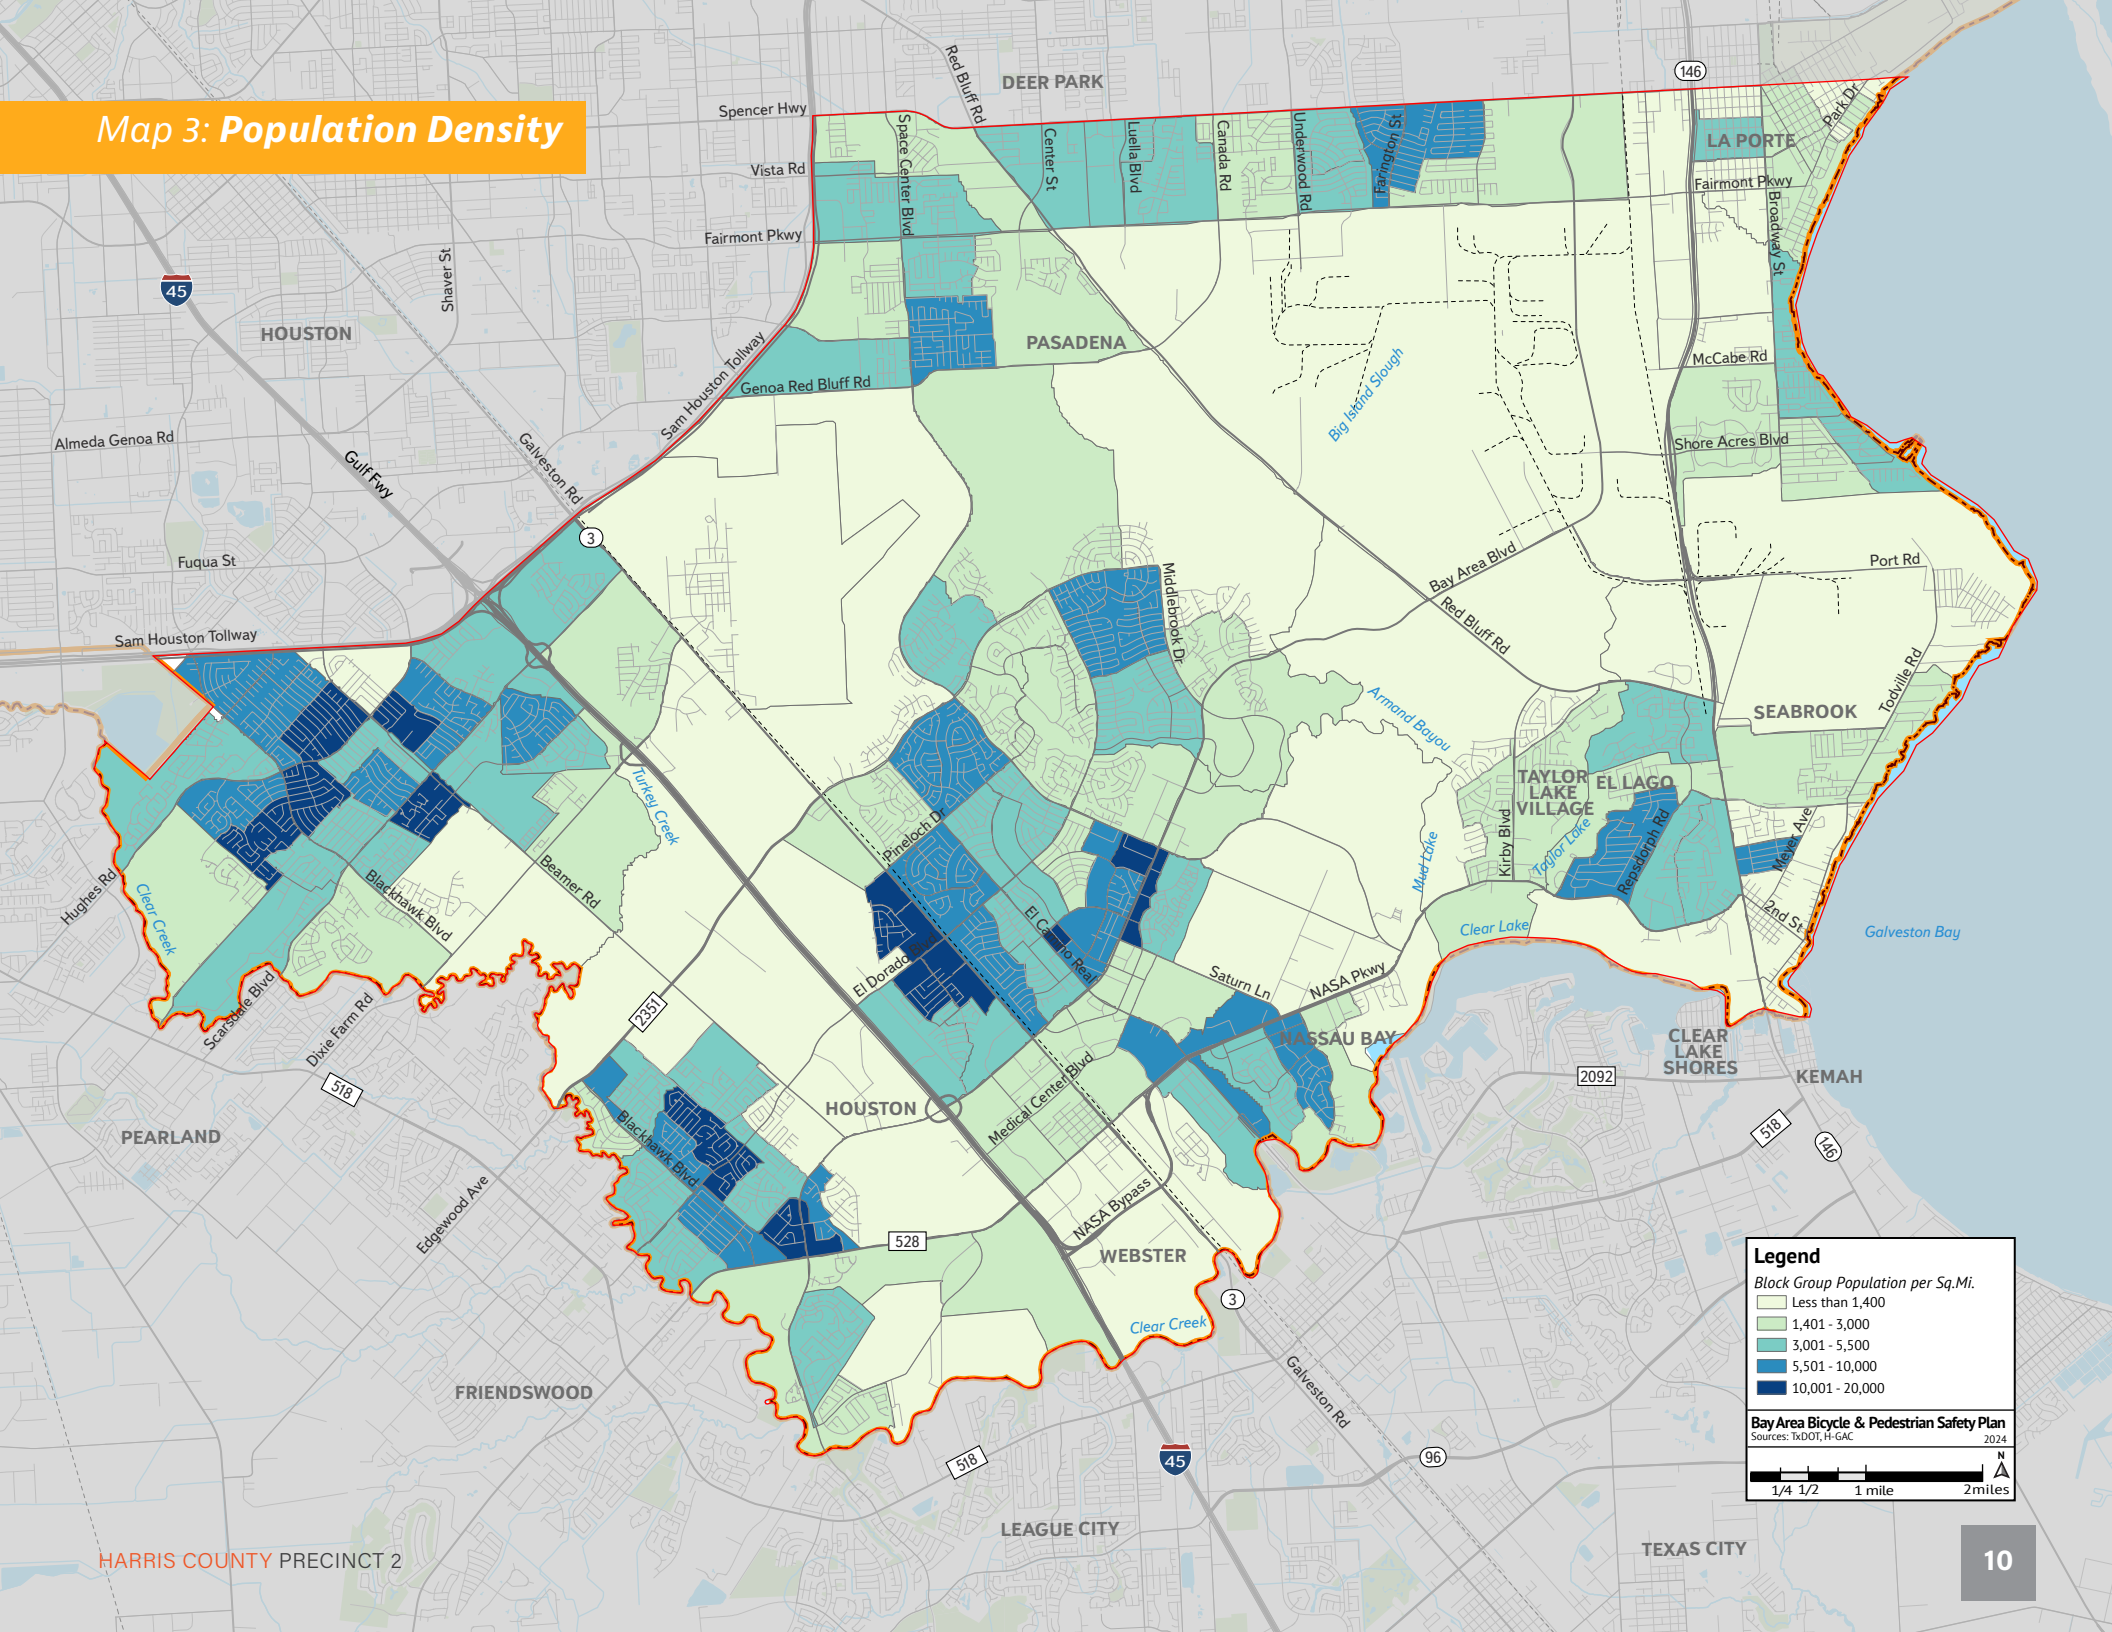 Map 3: Population Density
DEER PARK
Red Bluff Rd
Spencer Hwy
146
Park Dr
LA PORTE
Space Center Blvd
Center St
Luella Blvd
Canada Rd
Underwood Rd
Farington St
Vista Rd
Fairmont Pkwy
Broadway St
Fairmont Pkwy
Shaver St
45
HOUSTON
PASADENA
McCabe Rd
Big Island Slough
Sam Houston Tollway
Genoa Red Bluff Rd
Almeda Genoa Rd
Shore Acres Blvd
Gulf Fwy
Galveston Rd
3
Fuqua St
Bay Area Blvd
Port Rd
Middlebrook Dr
Red Bluff Rd
Sam Houston Tollway
Todville Rd
Armand Bayou
SEABROOK
Turkey Creek
TAYLOR
LAKE
VILLAGE
EL LAGO
Pineloch Dr
Kirby Blvd
Taylor Lake
Repsdorph Rd
Meyer Ave
Mud Lake
Beamer Rd
Blackhawk Blvd
Hughes Rd
Clear Creek
2nd St
Clear Lake
Galveston Bay
El Camino Real
El Dorado Blvd
Saturn Ln
NASA Pkwy
Scarsdale Blvd
Dixie Farm Rd
2351
NASSAU BAY
CLEAR
LAKE
SHORES
KEMAH
2092
518
Medical Center Blvd
HOUSTON
Blackhawk Blvd
PEARLAND
518
146
Edgewood Ave
NASA Bypass
528
WEBSTER
3
Clear Creek
Galveston Rd
FRIENDSWOOD
518
45
96
LEAGUE CITY
TEXAS CITY
Legend
Block Group Population per Sq.Mi.
Less than 1,400
1,401 - 3,000
3,001 - 5,500
5,501 - 10,000
10,001 - 20,000
Bay Area Bicycle & Pedestrian Safety Plan
Sources: TxDOT, H-GAC
2024
N
1/4 1/2 1 mile 2miles
HARRIS COUNTY PRECINCT 2
10